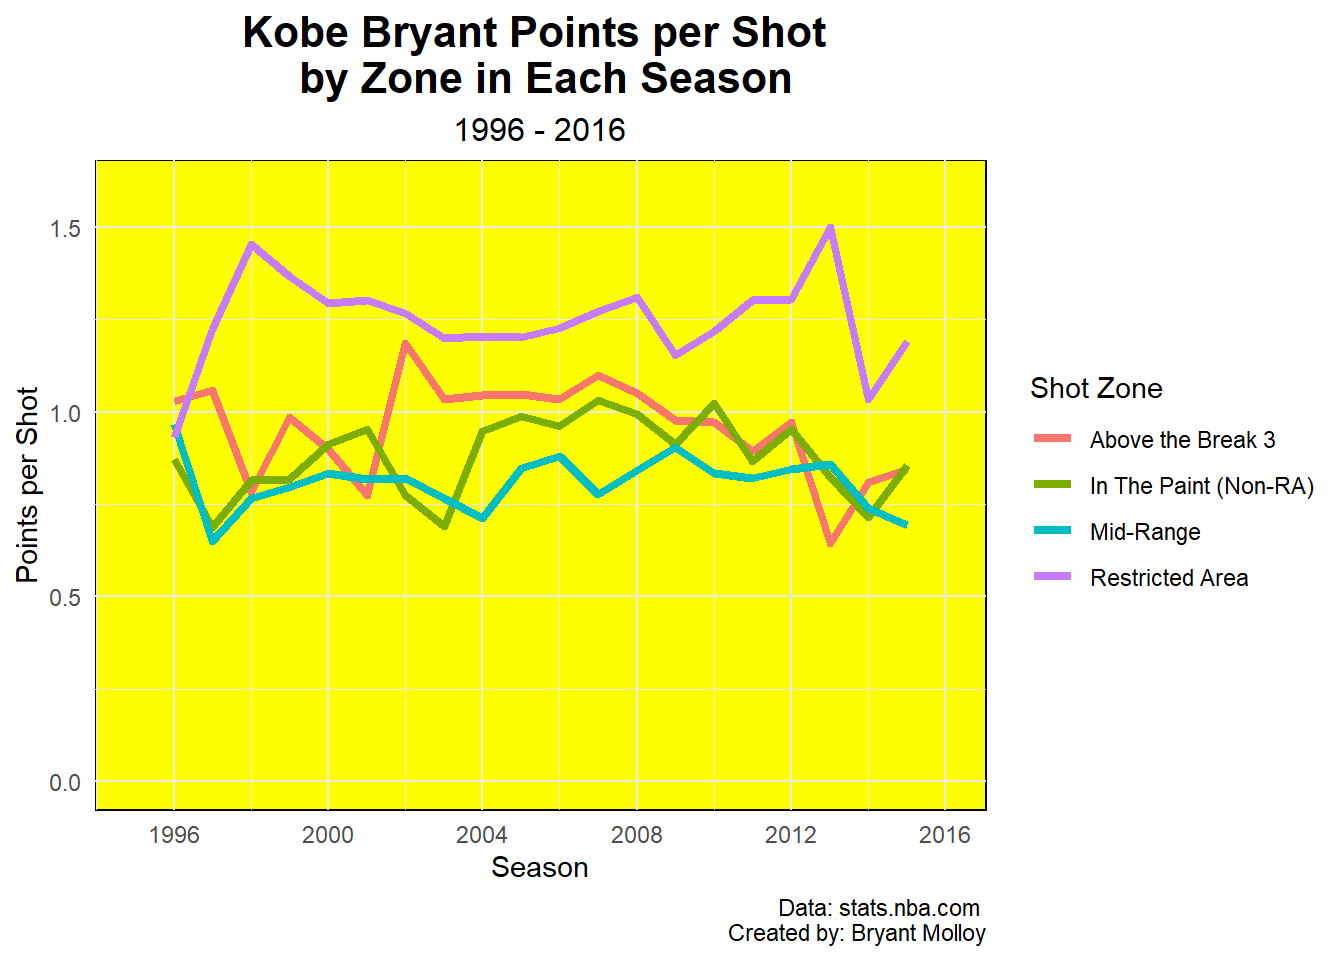 Kobe Bryant Points per Shot
by Zone in Each Season
1996 - 2016
Points per Shot
1.5
1.0
0.5
0.0
1996 2000 2004 2008 2012 2016
Season
Shot Zone
Above the Break 3
In The Paint (Non-RA)
Mid-Range
Restricted Area
Data: stats.nba.com
Created by: Bryant Molloy